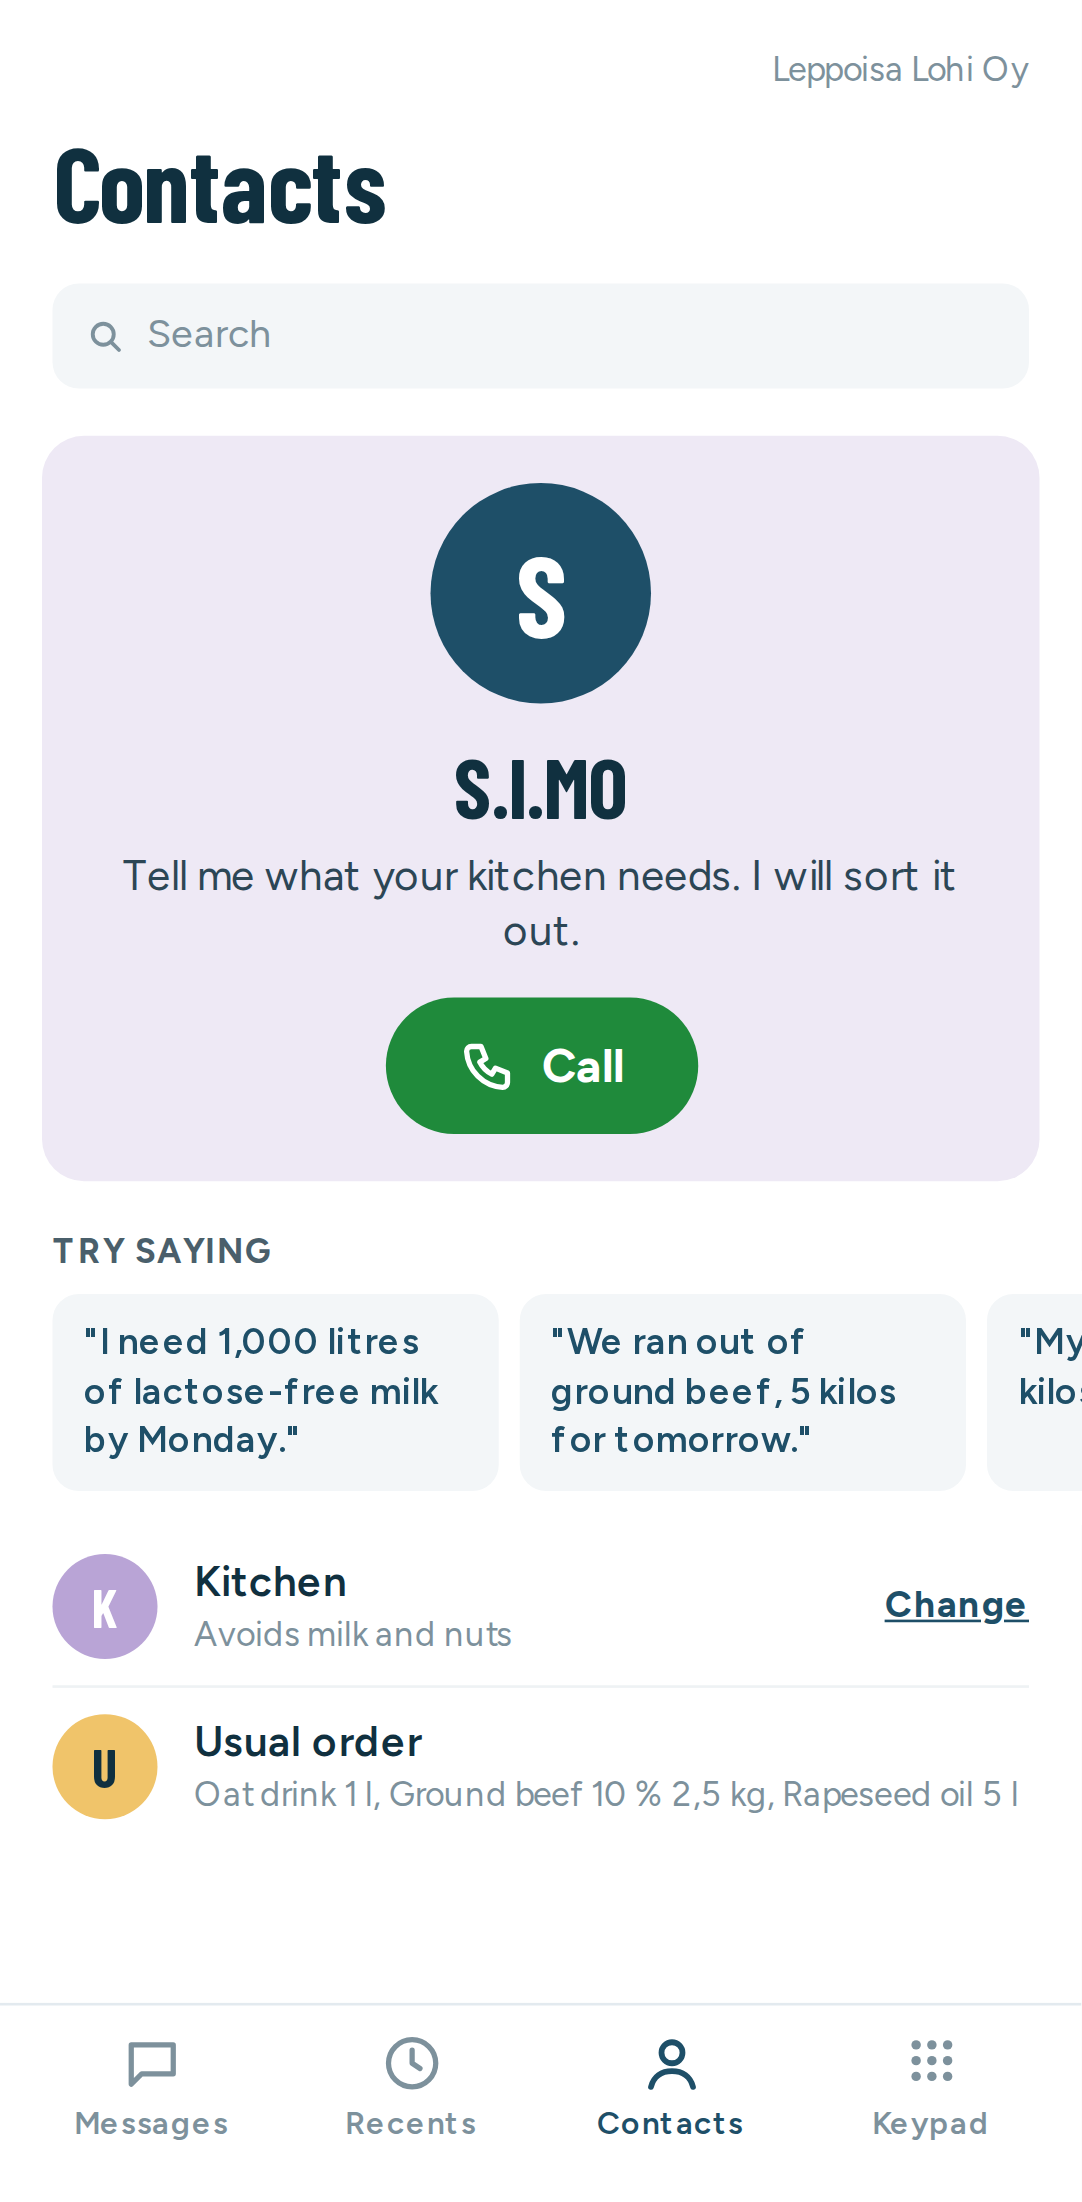 Leppoisa Lohi Oy
Contacts
Search
S
S.I.MO
Tell me what your kitchen needs. I will sort it
out.
Call
TRY SAYING
"I need 1,000 litres
of lactose-free milk
by Monday."
"We ran out of
ground beef, 5 kilos
for tomorrow."
"My
kilos
K
Kitchen
Avoids milk and nuts
Change
U
Usual order
Oat drink 1 l, Ground beef 10 % 2,5 kg, Rapeseed oil 5 l
Messages
Recents
Contacts
Keypad